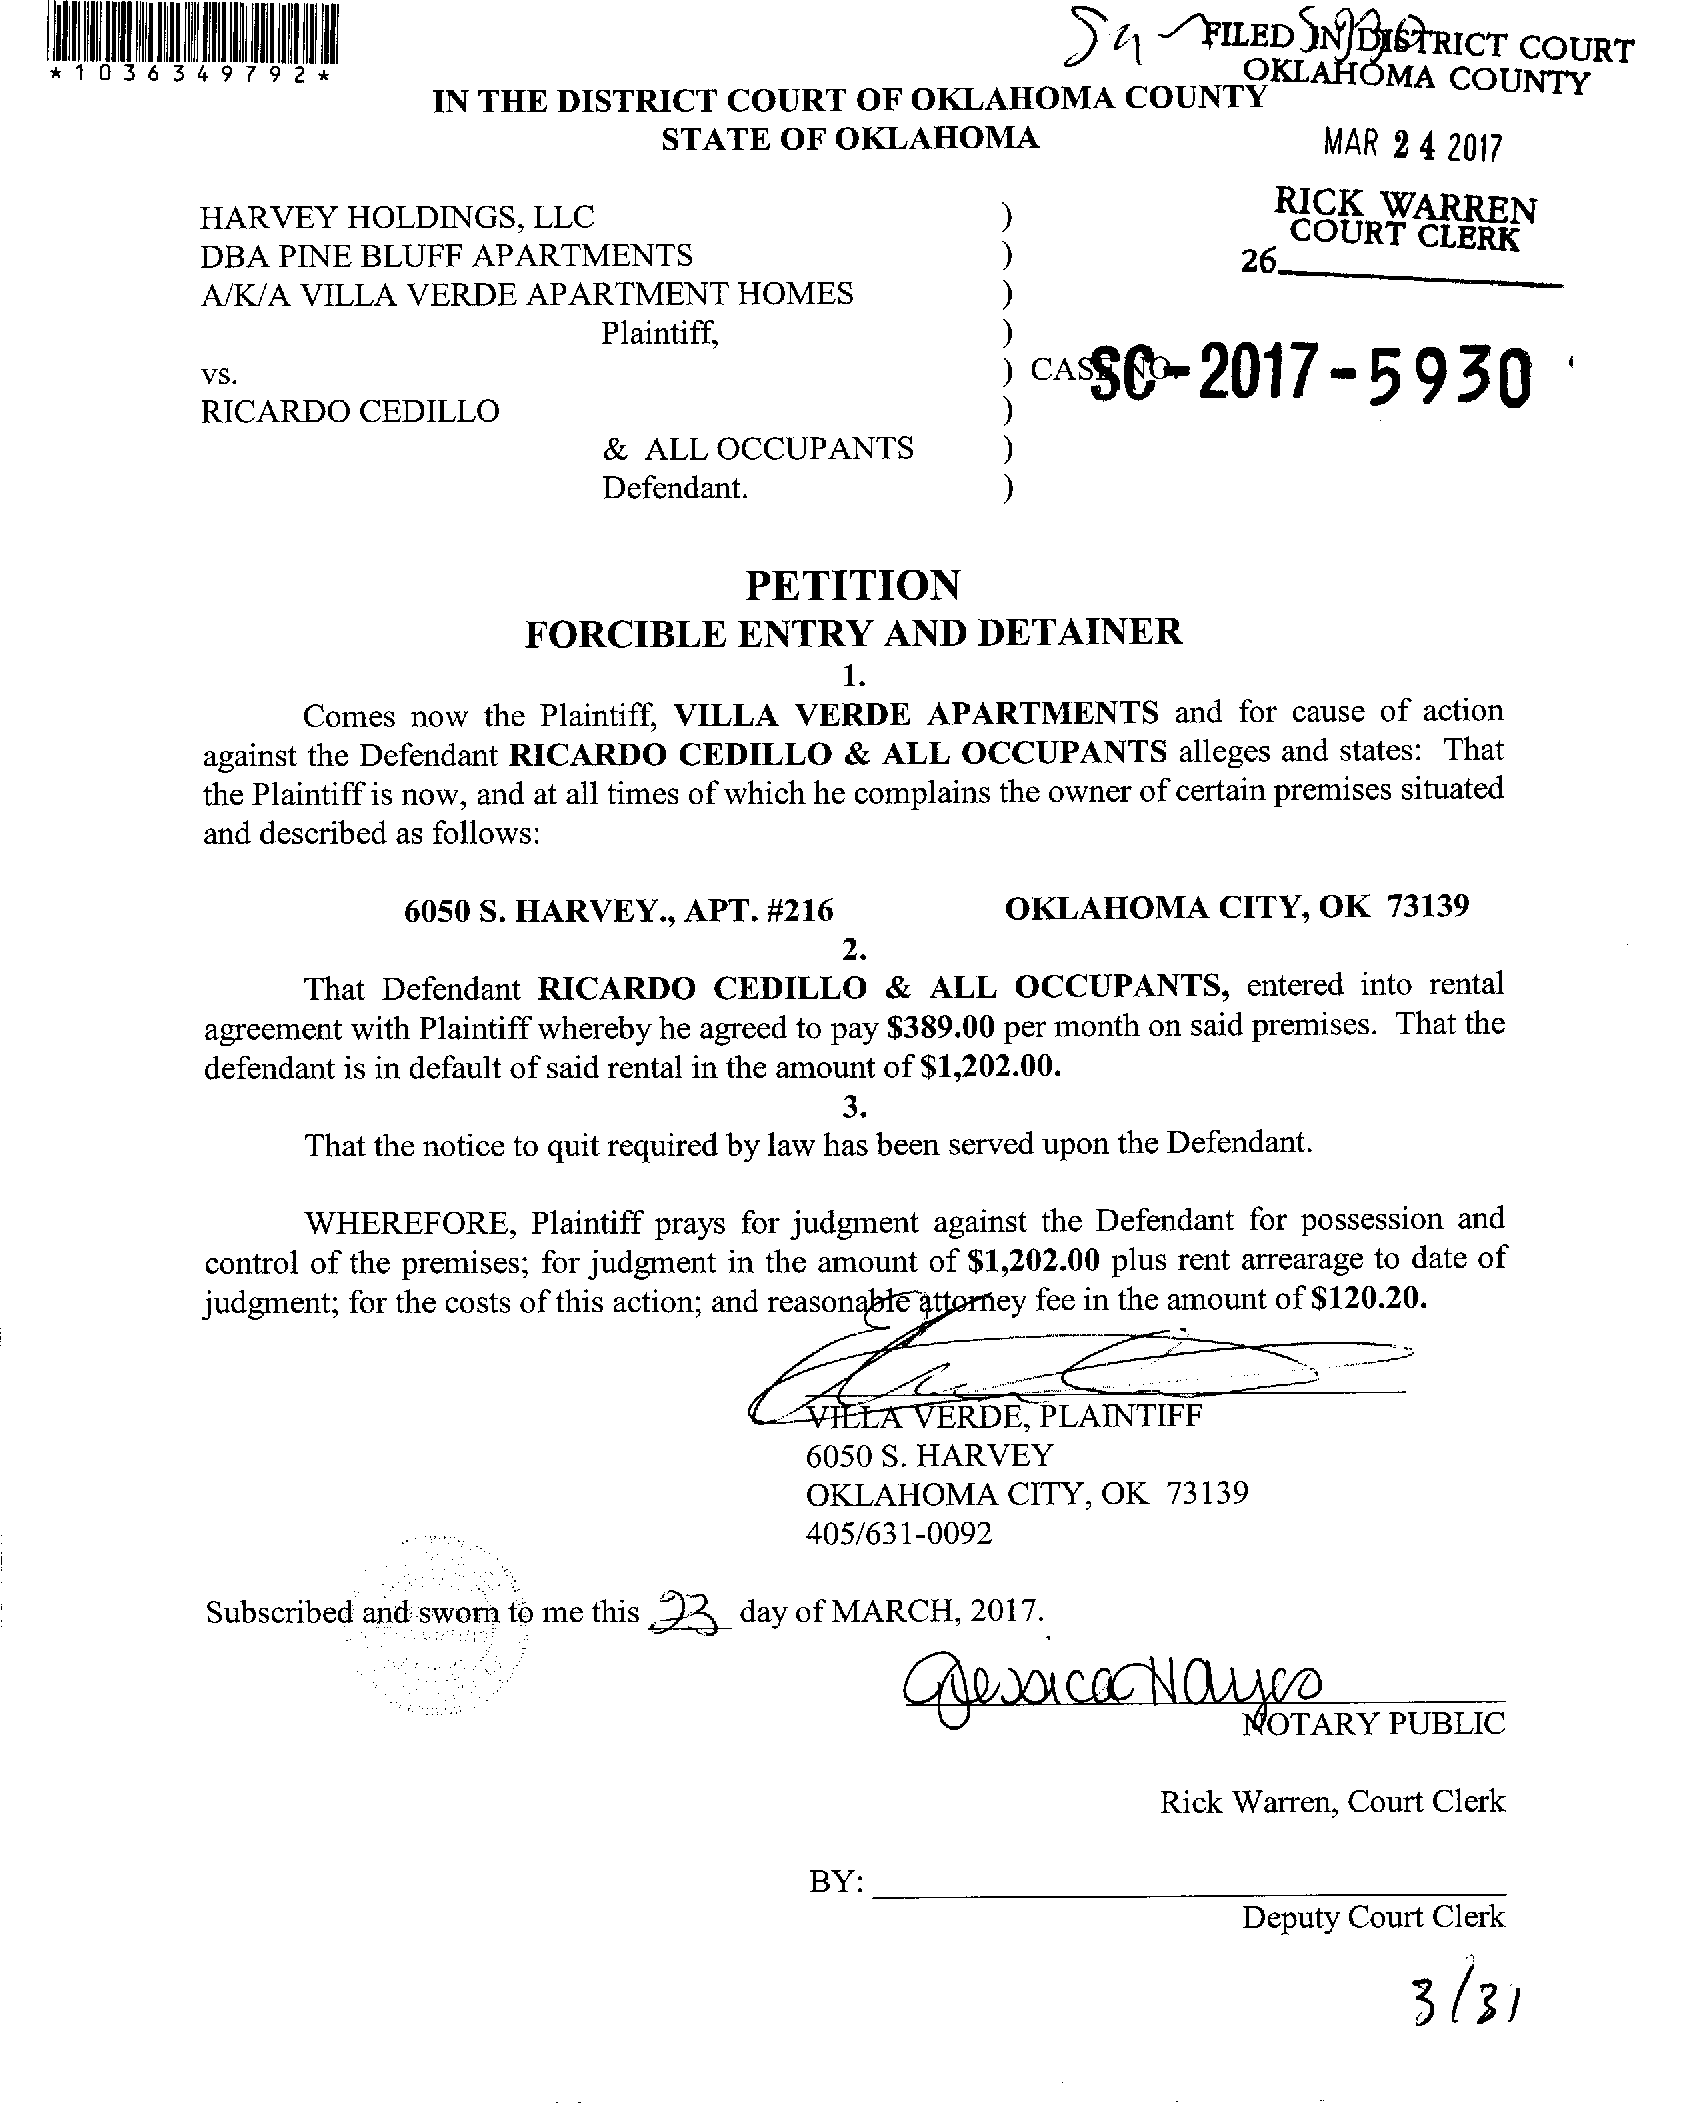 *1036349792*
FILED IN DISTRICT COURT
OKLAHOMA COUNTY
IN THE DISTRICT COURT OF OKLAHOMA COUNTY
STATE OF OKLAHOMA
MAR 24 2017
RICK WARREN
COURT CLERK
26
HARVEY HOLDINGS, LLC )
DBA PINE BLUFF APARTMENTS )
A/K/A VILLA VERDE APARTMENT HOMES )
Plaintiff, )
vs. ) CASE NO. SC-2017-5930
RICARDO CEDILLO )
& ALL OCCUPANTS )
Defendant. )
PETITION
FORCIBLE ENTRY AND DETAINER
1.
Comes now the Plaintiff, VILLA VERDE APARTMENTS and for cause of action
against the Defendant RICARDO CEDILLO & ALL OCCUPANTS alleges and states: That
the Plaintiff is now, and at all times of which he complains the owner of certain premises situated
and described as follows:
6050 S. HARVEY., APT. #216 OKLAHOMA CITY, OK 73139
2.
That Defendant RICARDO CEDILLO & ALL OCCUPANTS, entered into rental
agreement with Plaintiff whereby he agreed to pay $389.00 per month on said premises. That the
defendant is in default of said rental in the amount of $1,202.00.
3.
That the notice to quit required by law has been served upon the Defendant.
WHEREFORE, Plaintiff prays for judgment against the Defendant for possession and
control of the premises; for judgment in the amount of $1,202.00 plus rent arrearage to date of
judgment; for the costs of this action; and reasonable attorney fee in the amount of $120.20.
VILLA VERDE, PLAINTIFF
6050 S. HARVEY
OKLAHOMA CITY, OK 73139
405/631-0092
Subscribed and sworn to me this 23 day of MARCH, 2017.
Jessica Hayes
NOTARY PUBLIC
Rick Warren, Court Clerk
BY:
Deputy Court Clerk
3/31